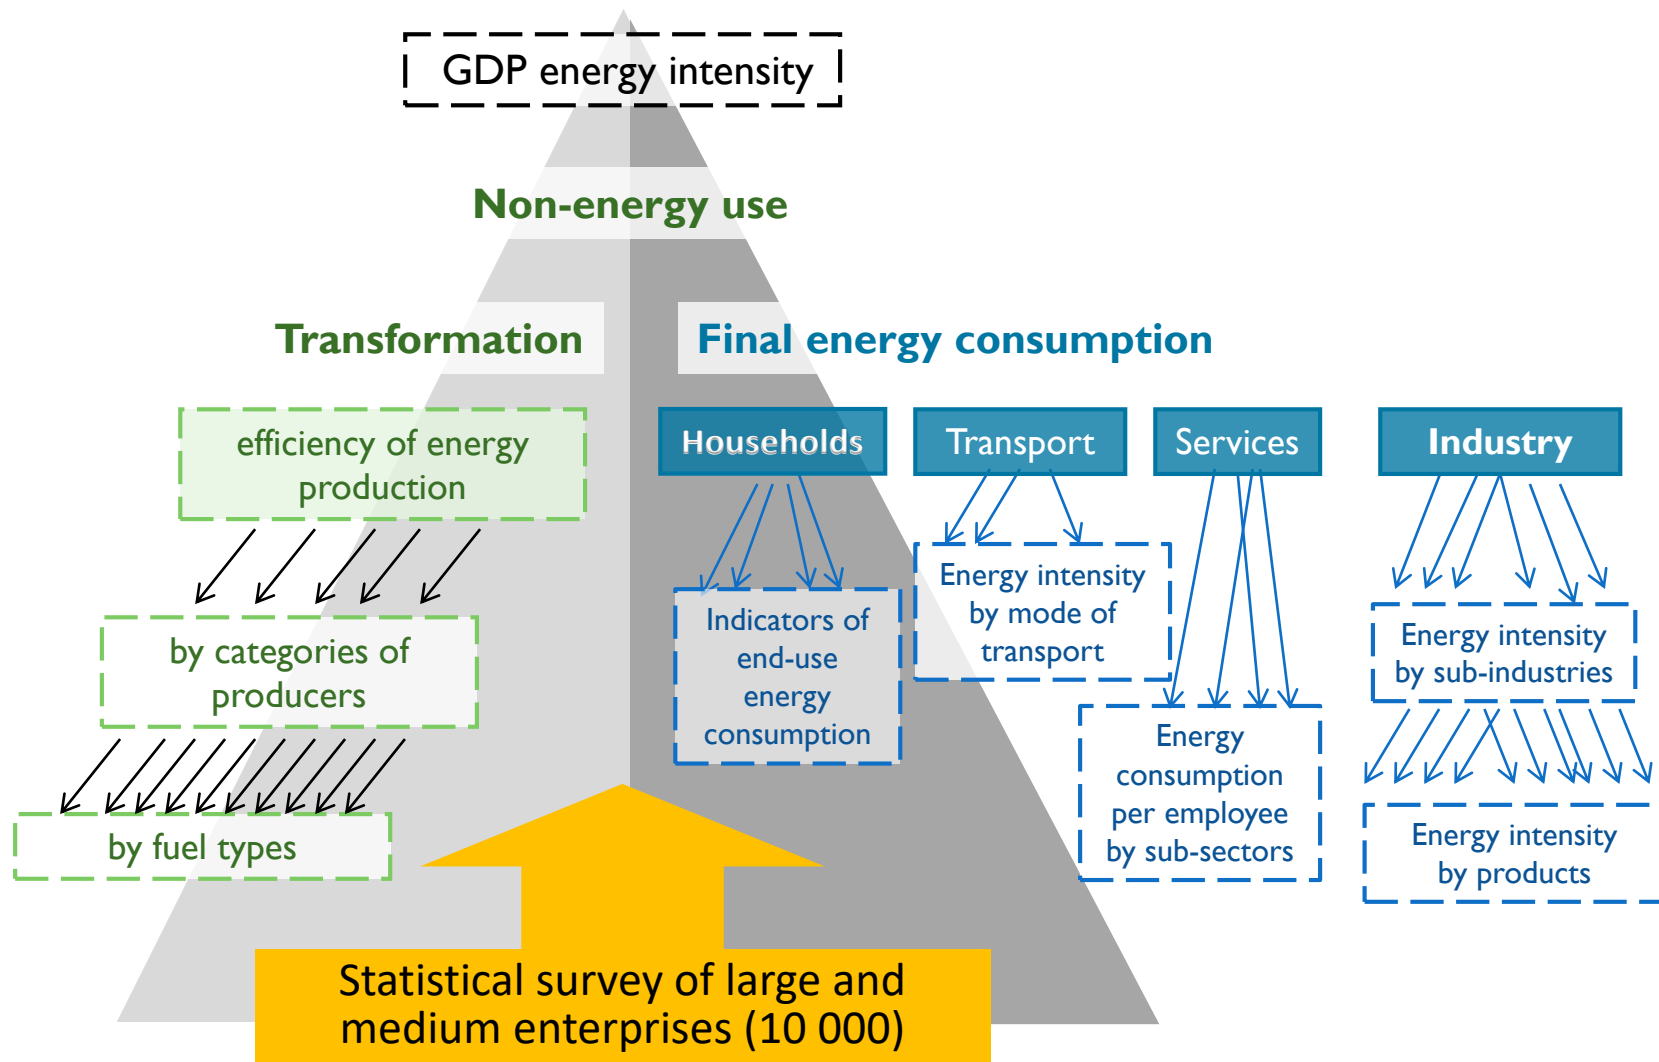 GDP energy intensity
Non-energy use
Transformation
Final energy consumption
efficiency of energy
production
by categories of
producers
by fuel types
Households
Transport
Services
Industry
Indicators of
end-use
energy
consumption
Energy intensity
by mode of
transport
Energy
consumption
per employee
by sub-sectors
Energy intensity
by sub-industries
Energy intensity
by products
Statistical survey of large and
medium enterprises (10 000)